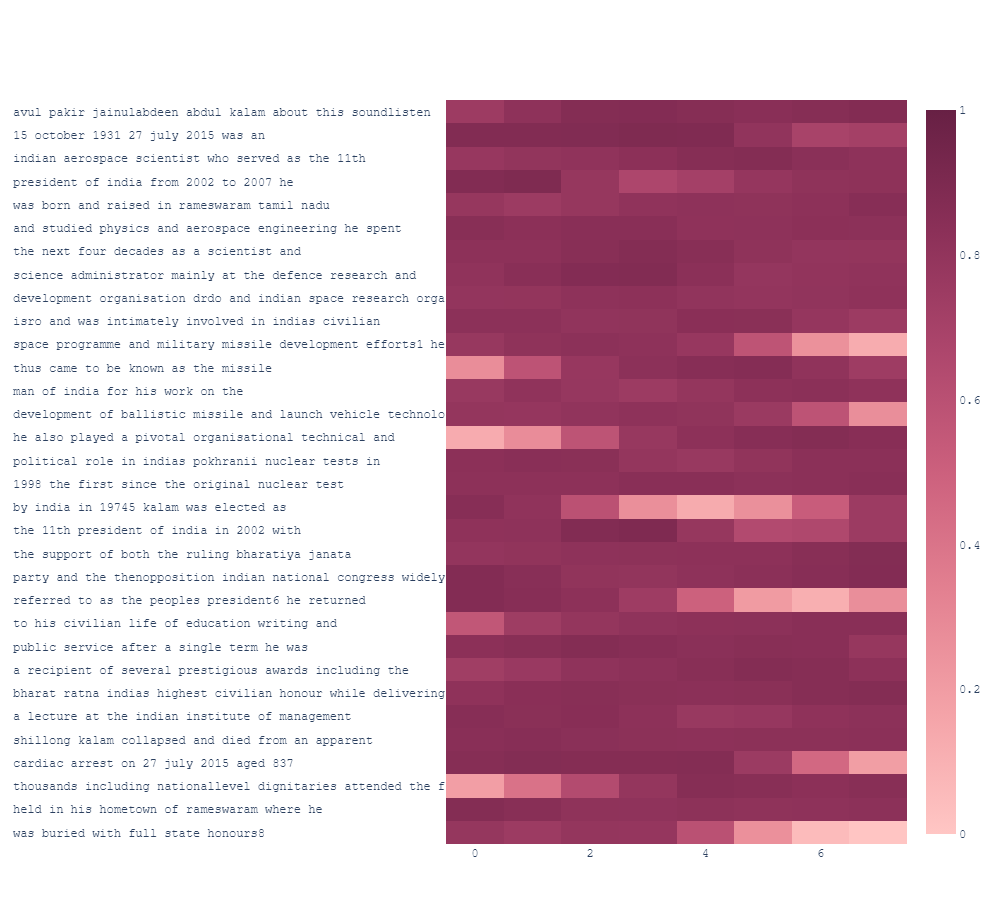 avul pakir jainulabdeen abdul kalam about this soundlisten
15 october 1931 27 july 2015 was an
indian aerospace scientist who served as the 11th
president of india from 2002 to 2007 he
was born and raised in rameswaram tamil nadu
and studied physics and aerospace engineering he spent
the next four decades as a scientist and
science administrator mainly at the defence research and
development organisation drdo and indian space research orga
isro and was intimately involved in indias civilian
space programme and military missile development efforts1 he
thus came to be known as the missile
man of india for his work on the
development of ballistic missile and launch vehicle technolo
he also played a pivotal organisational technical and
political role in indias pokhranii nuclear tests in
1998 the first since the original nuclear test
by india in 19745 kalam was elected as
the 11th president of india in 2002 with
the support of both the ruling bharatiya janata
party and the thenopposition indian national congress widely
referred to as the peoples president6 he returned
to his civilian life of education writing and
public service after a single term he was
a recipient of several prestigious awards including the
bharat ratna indias highest civilian honour while delivering
a lecture at the indian institute of management
shillong kalam collapsed and died from an apparent
cardiac arrest on 27 july 2015 aged 837
thousands including nationallevel dignitaries attended the f
held in his hometown of rameswaram where he
was buried with full state honours8
0 2 4 6
1
0.8
0.6
0.4
0.2
0